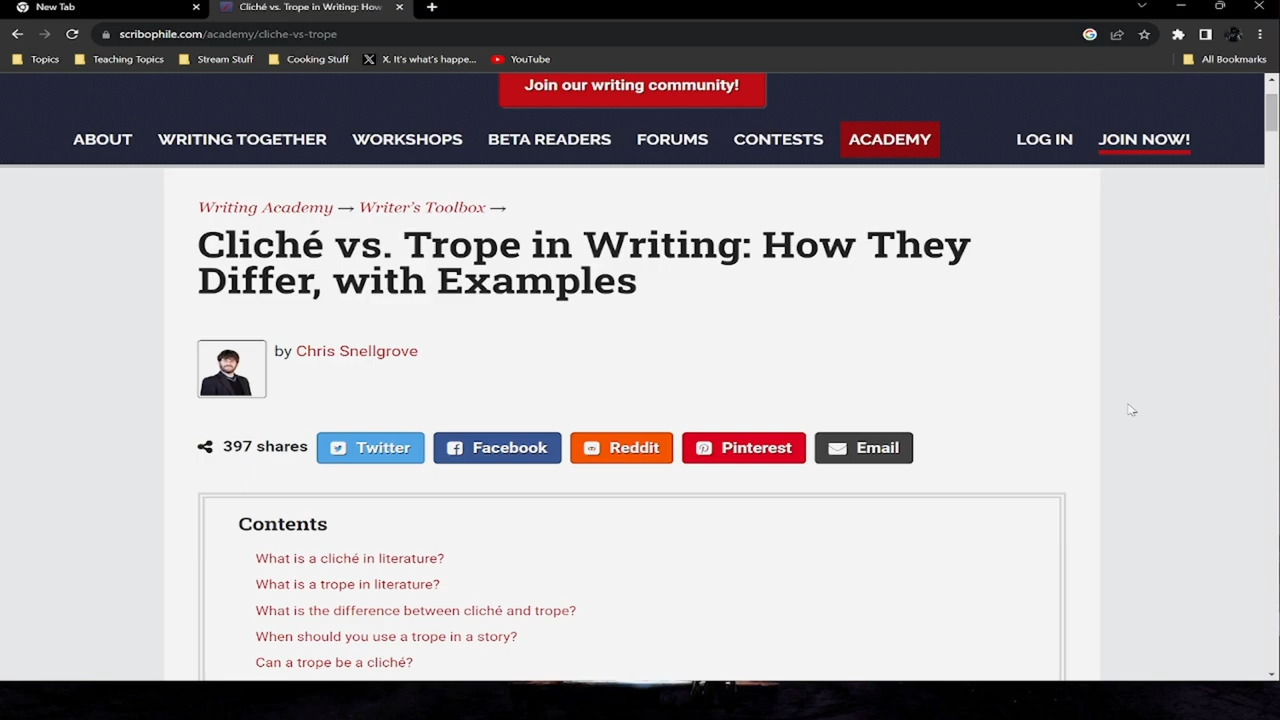 New Tab
Cliché vs. Trope in Writing: How
scribophile.com/academy/cliche-vs-trope
Topics
Teaching Topics
Stream Stuff
Cooking Stuff
X. It's what's happe...
YouTube
All Bookmarks
Join our writing community!
ABOUT
WRITING TOGETHER
WORKSHOPS
BETA READERS
FORUMS
CONTESTS
ACADEMY
LOG IN
JOIN NOW!
Writing Academy → Writer's Toolbox →
Cliché vs. Trope in Writing: How They
Differ, with Examples
by Chris Snellgrove
397 shares
Twitter
Facebook
Reddit
Pinterest
Email
Contents
What is a cliché in literature?
What is a trope in literature?
What is the difference between cliché and trope?
When should you use a trope in a story?
Can a trope be a cliché?